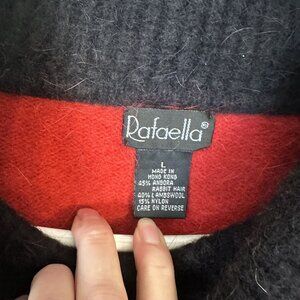 Rafaella®
L
MADE IN
HONG KONG
45% ANGORA
RABBIT HAIR
40% LAMBSWOOL
15% NYLON
CARE ON REVERSE